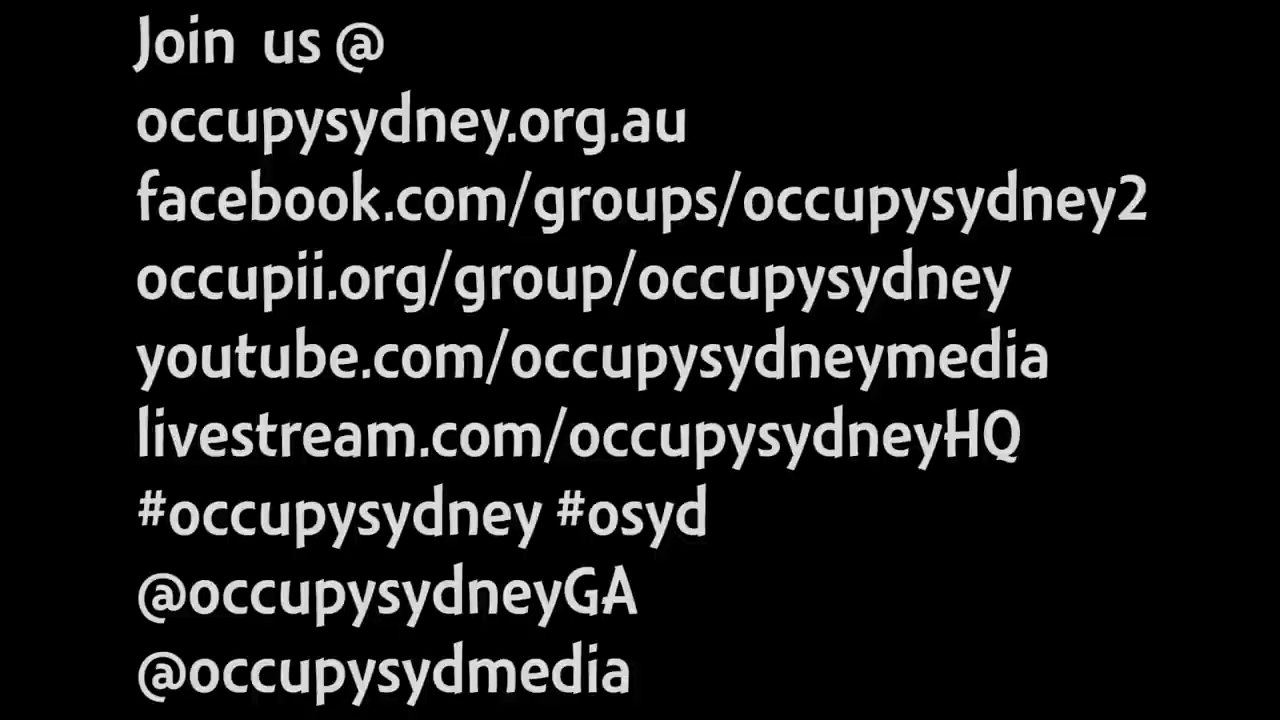 Join us @
occupysydney.org.au
facebook.com/groups/occupysydney2
occupii.org/group/occupysydney
youtube.com/occupysydneymedia
livestream.com/occupysydneyHQ
#occupysydney #osyd
@occupysydneyGA
@occupysydmedia